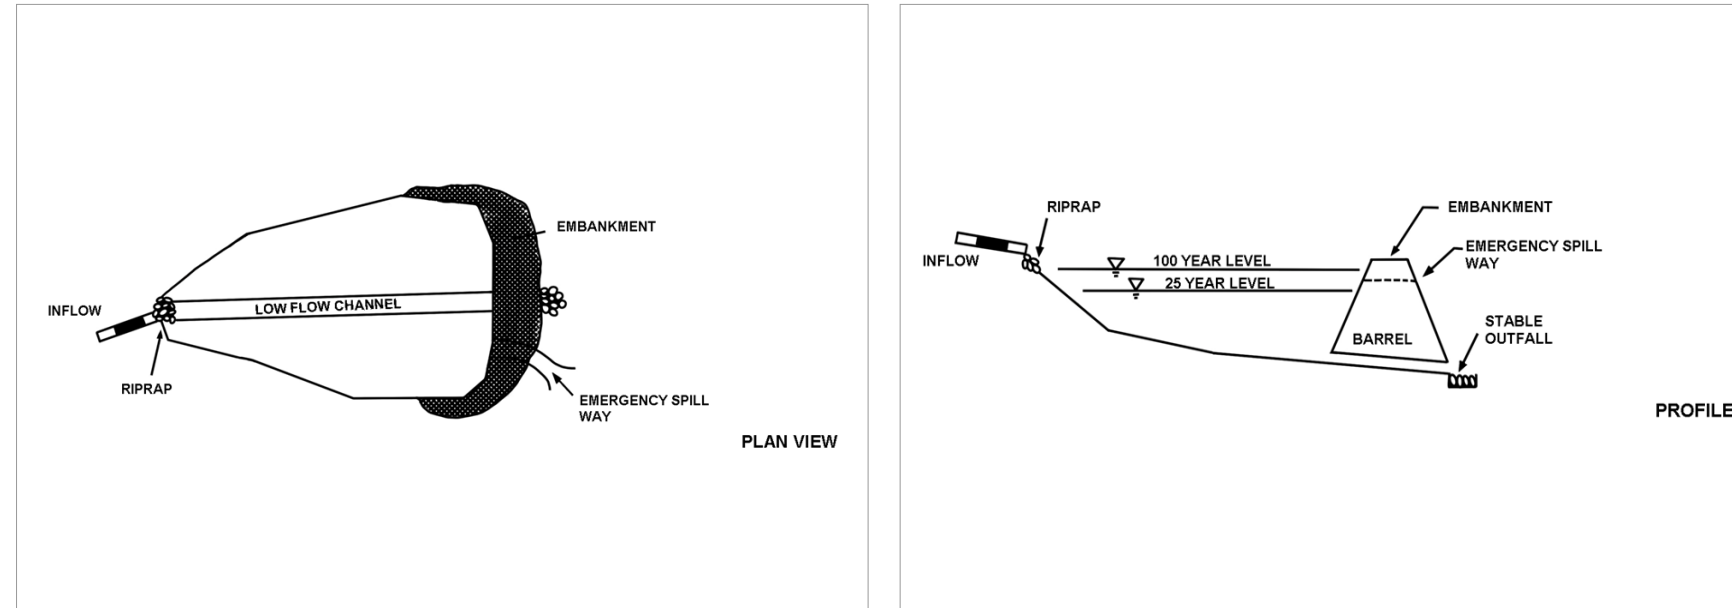 EMBANKMENT
INFLOW
LOW FLOW CHANNEL
RIPRAP
EMERGENCY SPILL
WAY
PLAN VIEW
RIPRAP
EMBANKMENT
INFLOW
100 YEAR LEVEL
EMERGENCY SPILL
WAY
25 YEAR LEVEL
BARREL
STABLE
OUTFALL
PROFILE